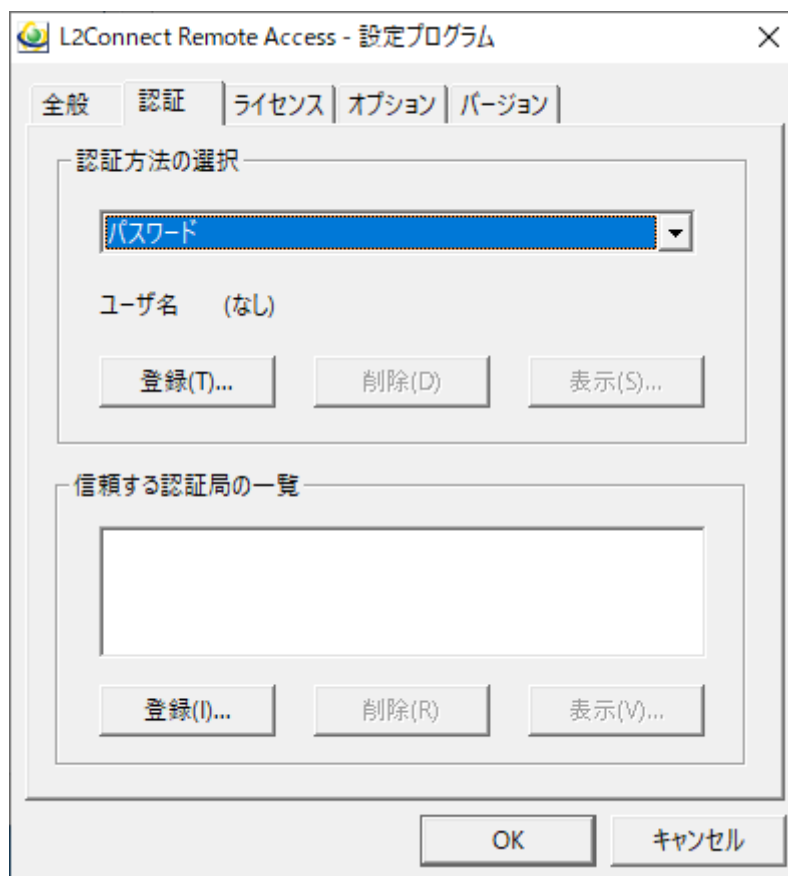 L2Connect Remote Access - 設定プログラム
全般 認証 ライセンス オプション バージョン
認証方法の選択
パスワード
ユーザ名 (なし)
登録(T)... 削除(D) 表示(S)...
信頼する認証局の一覧
登録(I)... 削除(R) 表示(V)...
OK キャンセル